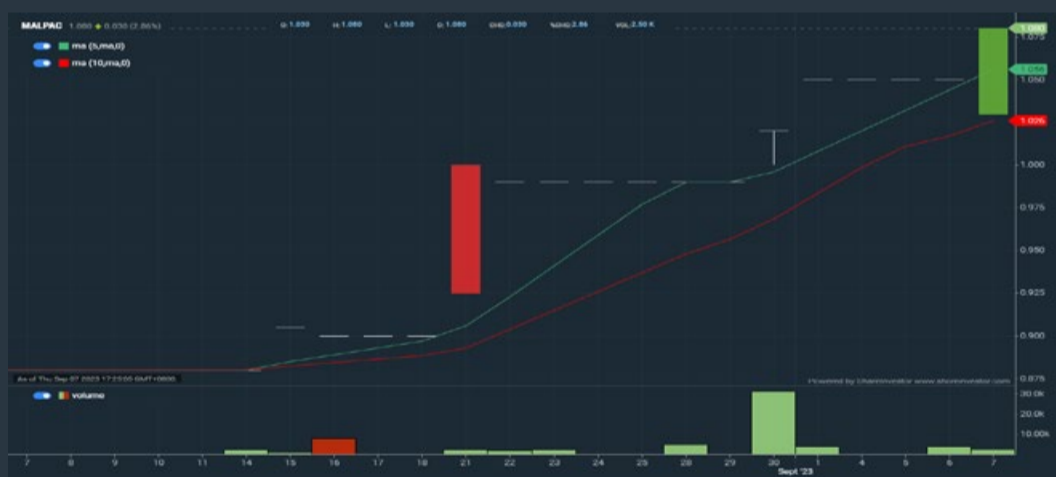 MALPAC 1.080 0.030 (2.86%) O:1.030 H:1.080 L: 1.030 C:1.080 CHG:0.030 %CHG:2.86 VOL:2.50 K
ma (5,ma,0)
ma (10,ma,0)
1.080
1.075
1.056
1.050
1.026
1.000
0.975
0.950
0.925
0.900
0.875
As of Thu Sep 07 2023 17:25:05 GMT+0800
Powered by ShareInvestor www.shareinvestor.com
volume
30.0k
20.0k
10.00k
7 8 9 10 11 14 15 16 17 18 21 22 23 24 25 28 29 30 1 4 5 6 7
Sept '23